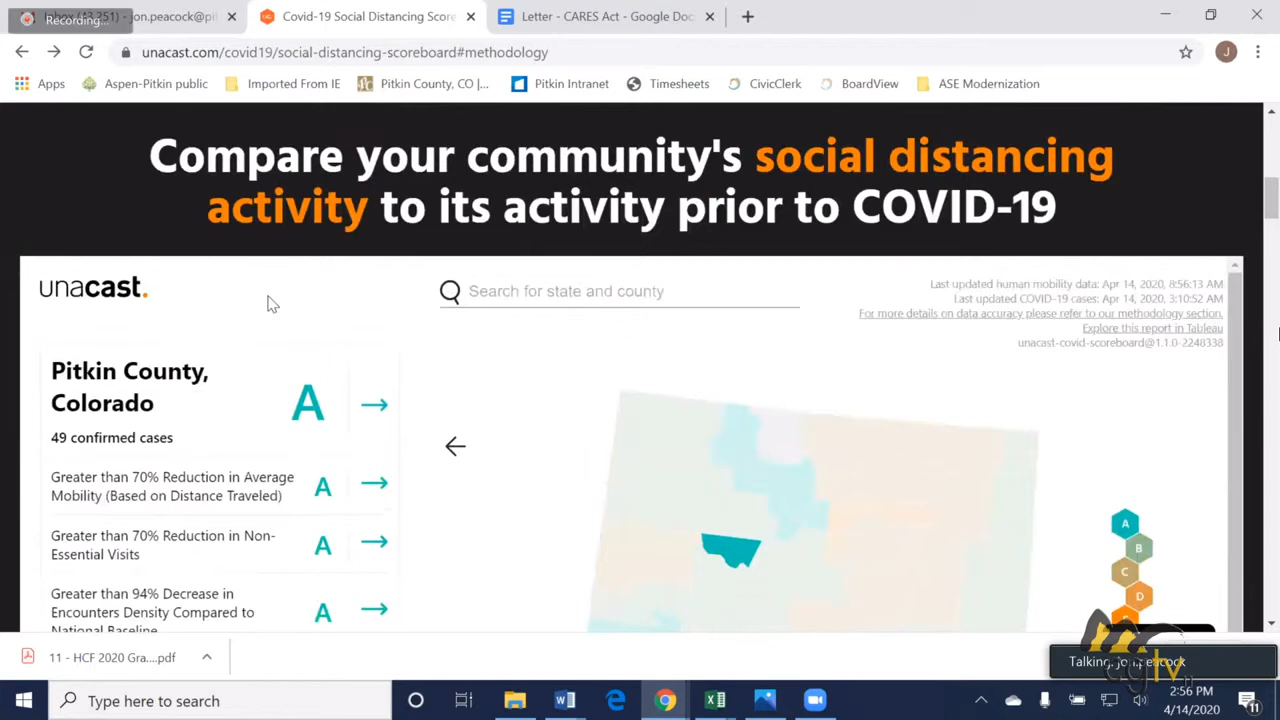 Recording...
jon.peacock@pi
Covid-19 Social Distancing Score
Letter - CARES Act - Google Doc
unacast.com/covid19/social-distancing-scoreboard#methodology
J
Apps
Aspen-Pitkin public
Imported From IE
Pitkin County, CO |...
Pitkin Intranet
Timesheets
CivicClerk
BoardView
ASE Modernization
Compare your community's social distancing
activity to its activity prior to COVID-19
unacast.
Search for state and county
Last updated human mobility data: Apr 14, 2020, 8:56:13 AM
Last updated COVID-19 cases: Apr 14, 2020, 3:10:52 AM
For more details on data accuracy please refer to our methodology section.
Explore this report in Tableau
unacast-covid-scoreboard@1.1.0-2248338
Pitkin County,
Colorado
A
49 confirmed cases
Greater than 70% Reduction in Average
Mobility (Based on Distance Traveled)
A
Greater than 70% Reduction in Non-
Essential Visits
A
Greater than 94% Decrease in
Encounters Density Compared to
National Baseline
A
A
B
C
D
11 - HCF 2020 Gra....pdf
Talking:
Type here to search
2:56 PM
4/14/2020
11